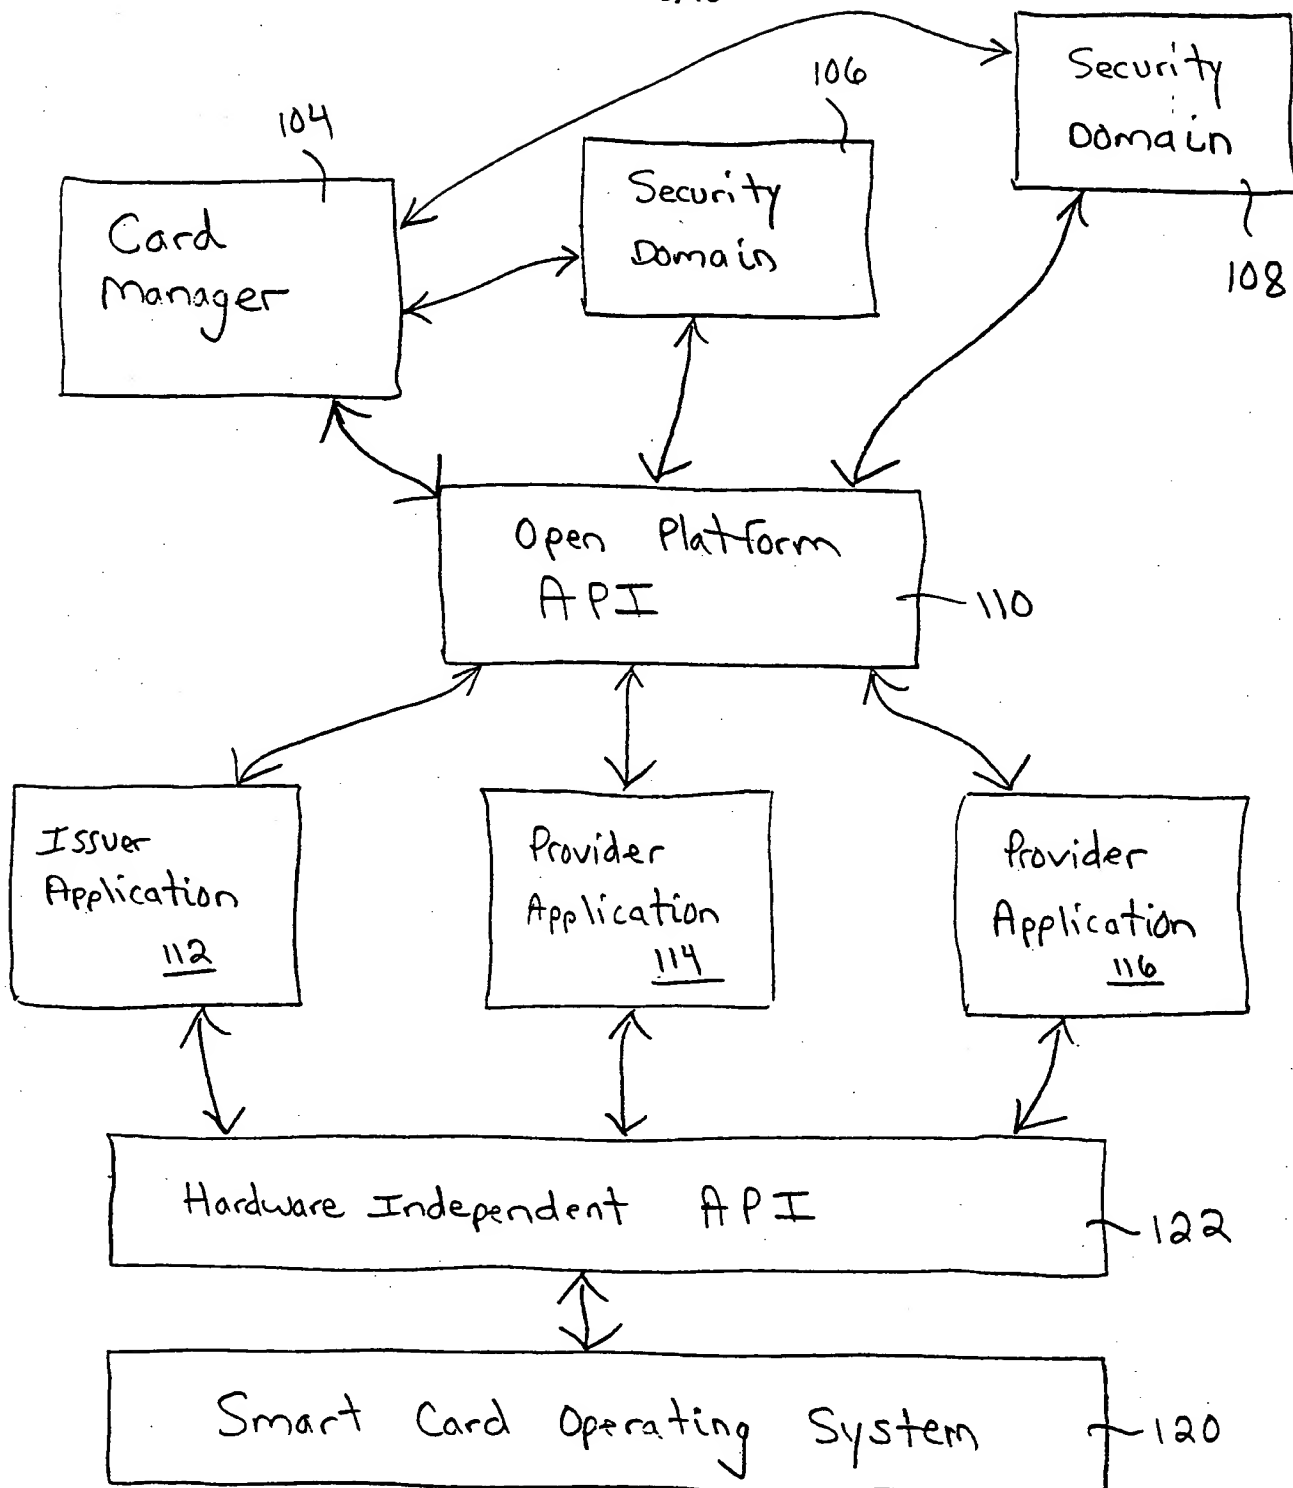 Security
Domain
106
104
Security
Domain
Card
Manager
108
Open Platform
API
110
Issuer
Application
112
Provider
Application
114
Provider
Application
116
Hardware Independent API
122
Smart Card Operating System
120